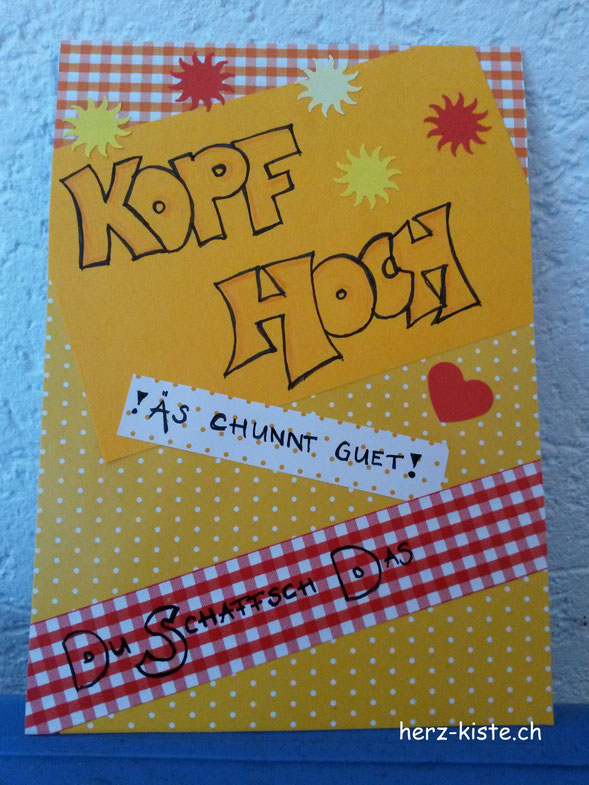 KOPF
HOCH
!ÄS CHUNNT GUET!
DU SCHAFFSCH DAS
herz-kiste.ch